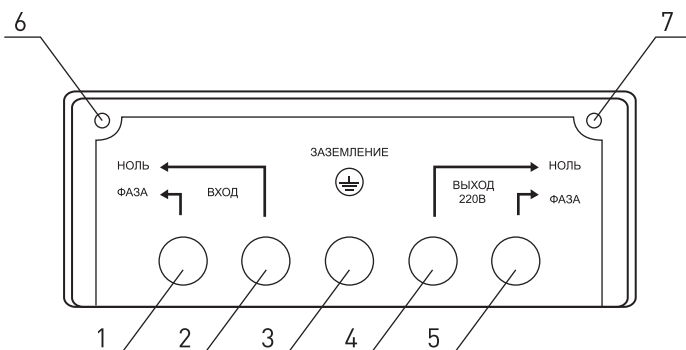 6 7
ЗАЗЕМЛЕНИЕ
НОЛЬ НОЛЬ
ФАЗА ВХОД ВЫХОД
220В ФАЗА
1 2 3 4 5